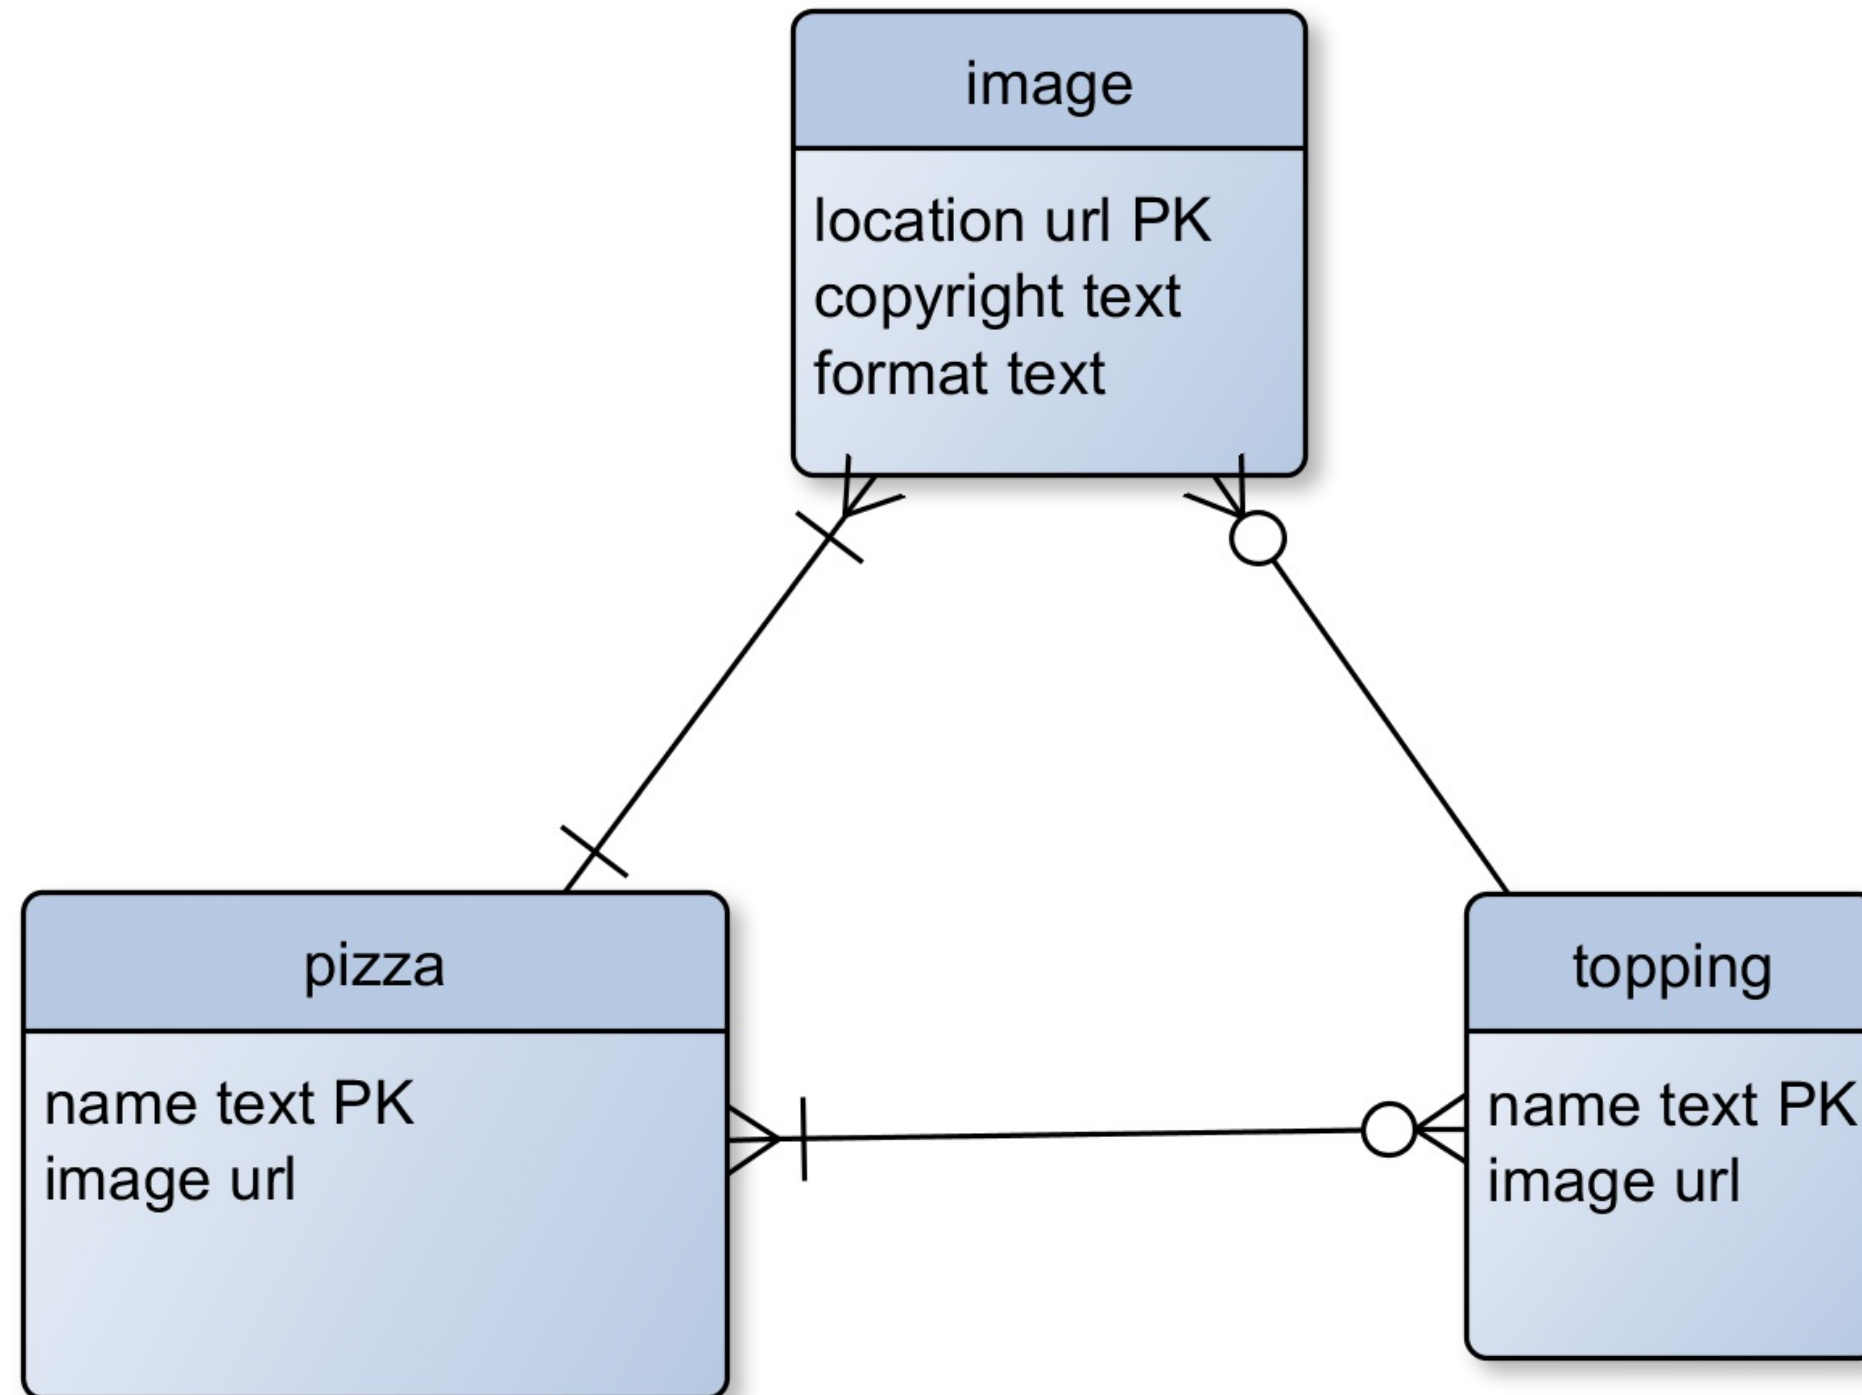 image
location url PK
copyright text
format text
pizza
name text PK
image url
topping
name text PK
image url